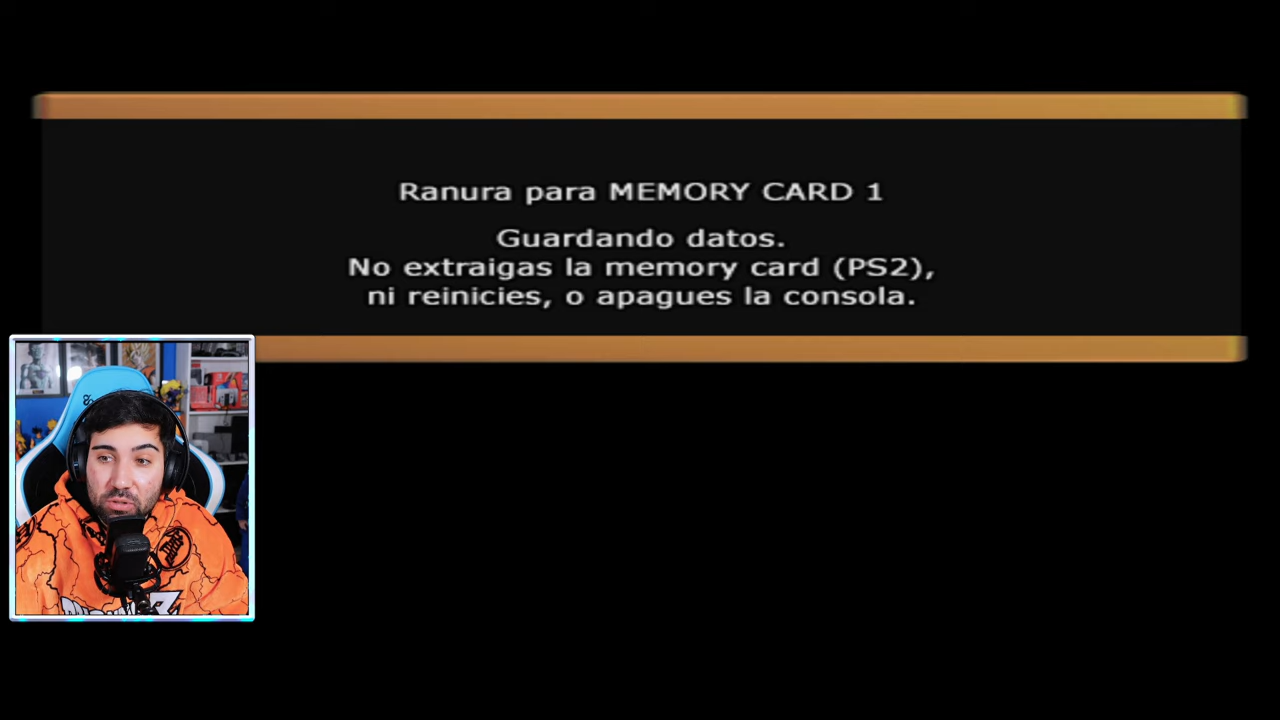 Ranura para MEMORY CARD 1
Guardando datos.
No extraigas la memory card (PS2),
ni reinicies, o apagues la consola.